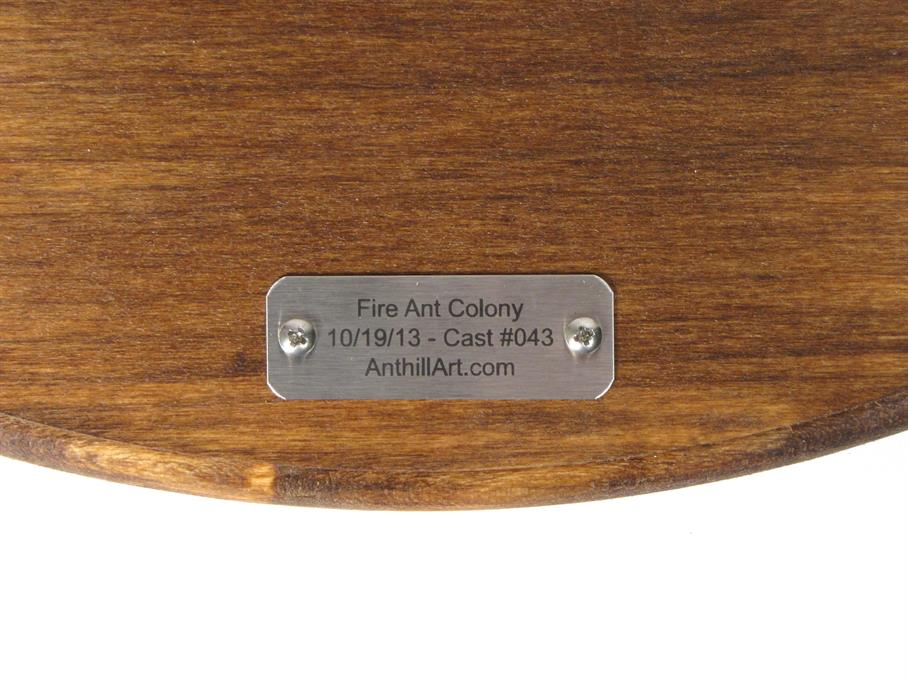 Fire Ant Colony
10/19/13 - Cast #043
AnthillArt.com